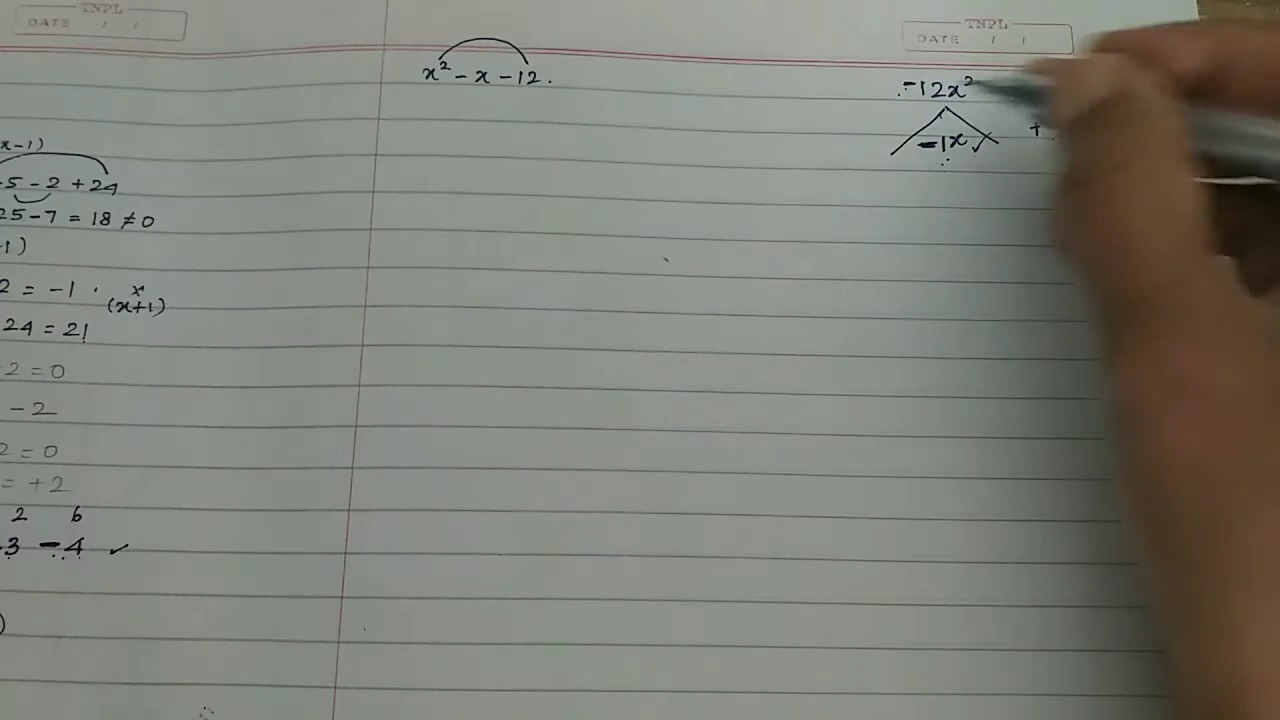 TNPL
DATE / /
x-1)
-5 - 2 + 24
25 - 7 = 18 ≠ 0
-1)
2 = -1 . x
(x+1)
24 = 21
2 = 0
- 2
2 = 0
= + 2
2 6
3 - 4 ✓
)
x² - x - 12.
TNPL
DATE / /
-12x²
-1x ✓
+